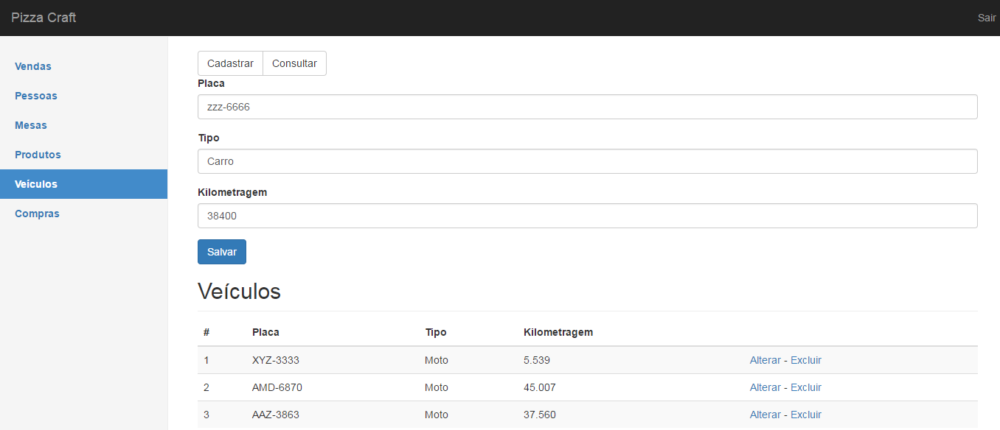 Pizza Craft Sair
Vendas
Pessoas
Mesas
Produtos
Veículos
Compras
Cadastrar Consultar
Placa
zzz-6666
Tipo
Carro
Kilometragem
38400
Salvar
Veículos
# Placa Tipo Kilometragem
1 XYZ-3333 Moto 5.539 Alterar - Excluir
2 AMD-6870 Moto 45.007 Alterar - Excluir
3 AAZ-3863 Moto 37.560 Alterar - Excluir